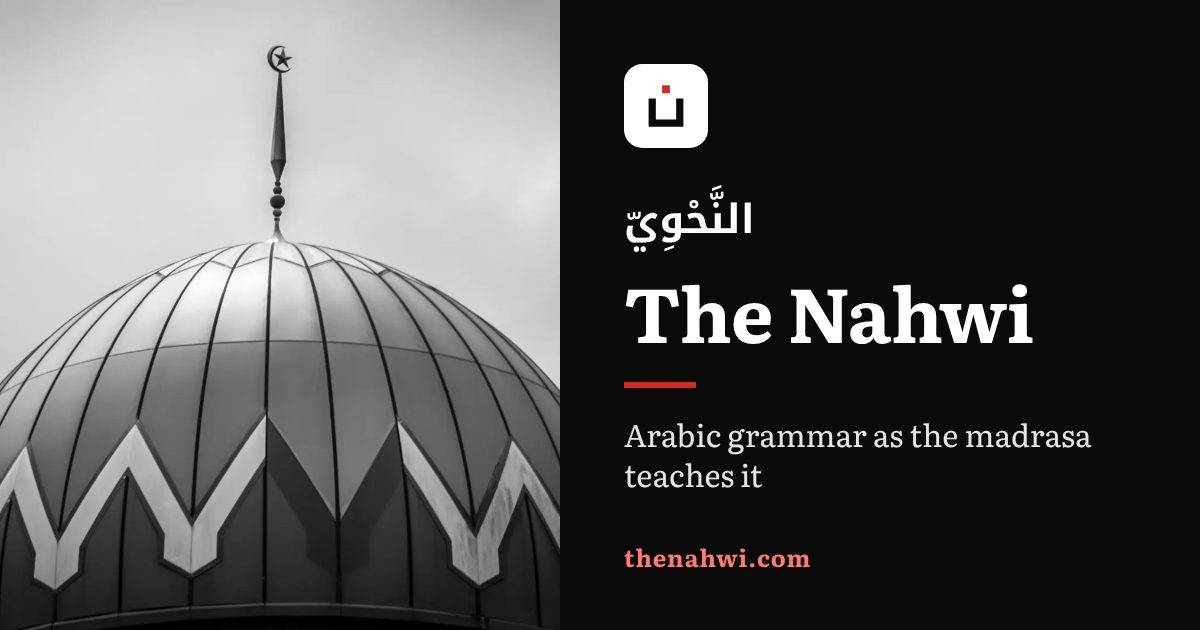 ن
النَّحْوِيّ
The Nahwi
Arabic grammar as the madrasa
teaches it
thenahwi.com